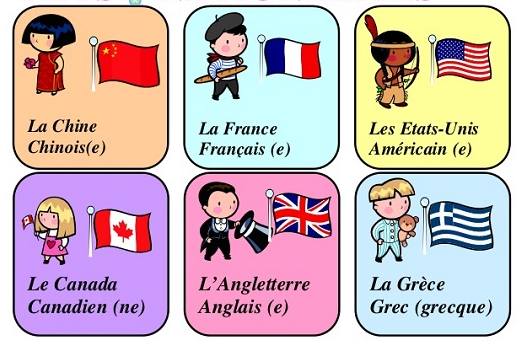 La Chine
Chinois(e)
La France
Français (e)
Les Etats-Unis
Américain (e)
Le Canada
Canadien (ne)
L’Angletterre
Anglais (e)
La Grèce
Grec (grecque)